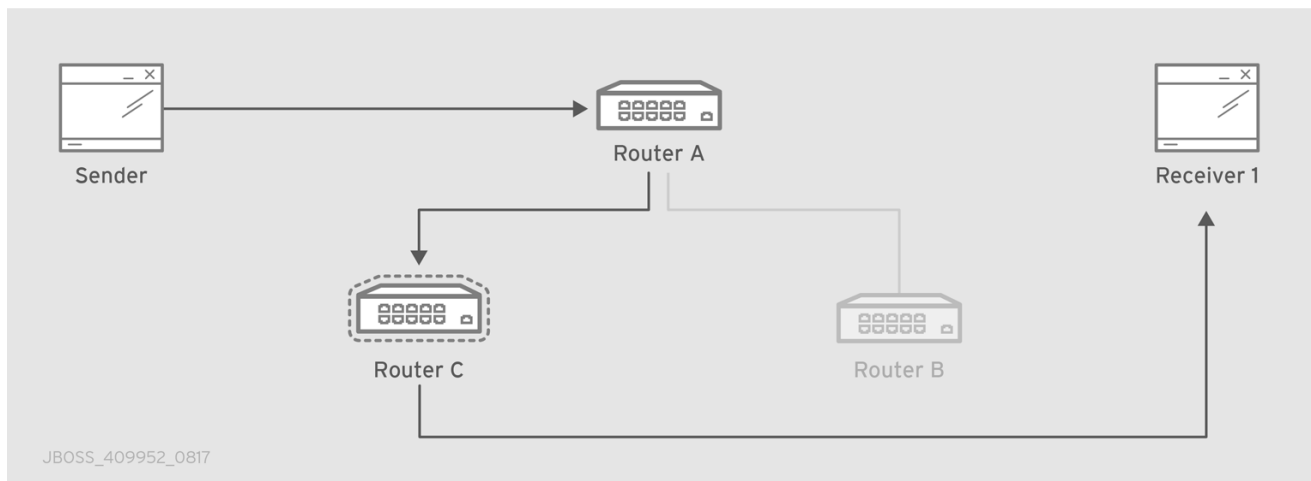 Sender
Router A
Receiver 1
Router C
Router B
JBOSS_409952_0817